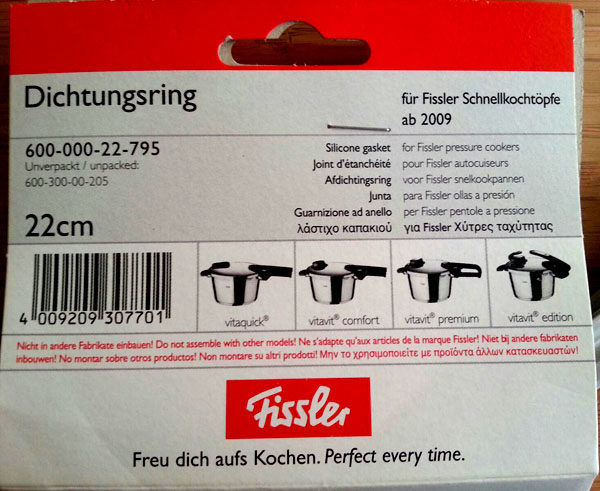 Dichtungsring
für Fissler Schnellkochtöpfe
ab 2009
600-000-22-795
Unverpackt / unpacked:
600-300-00-205
22cm
Silicone gasket for Fissler pressure cookers
Joint d'étanchéité pour Fissler autocuiseurs
Afdichtingsring voor Fissler snelkookpannen
Junta para Fissler ollas a presión
Guarnizione ad anello per Fissler pentole a pressione
λάστιχο καπακιού για Fissler Χύτρες ταχύτητας
4 009209 307701
vitaquick® vitavit® comfort vitavit® premium vitavit® edition
Nicht in andere Fabrikate einbauen! Do not assemble with other models! Ne s'adapte qu'aux articles de la marque Fissler! Niet bij andere fabrikaten
inbouwen! No montar sobre otros productos! Non montare su altri prodotti! Μην το χρησιμοποιείτε με προϊόντα άλλων κατασκευαστών!
Fissler
Freu dich aufs Kochen. Perfect every time.